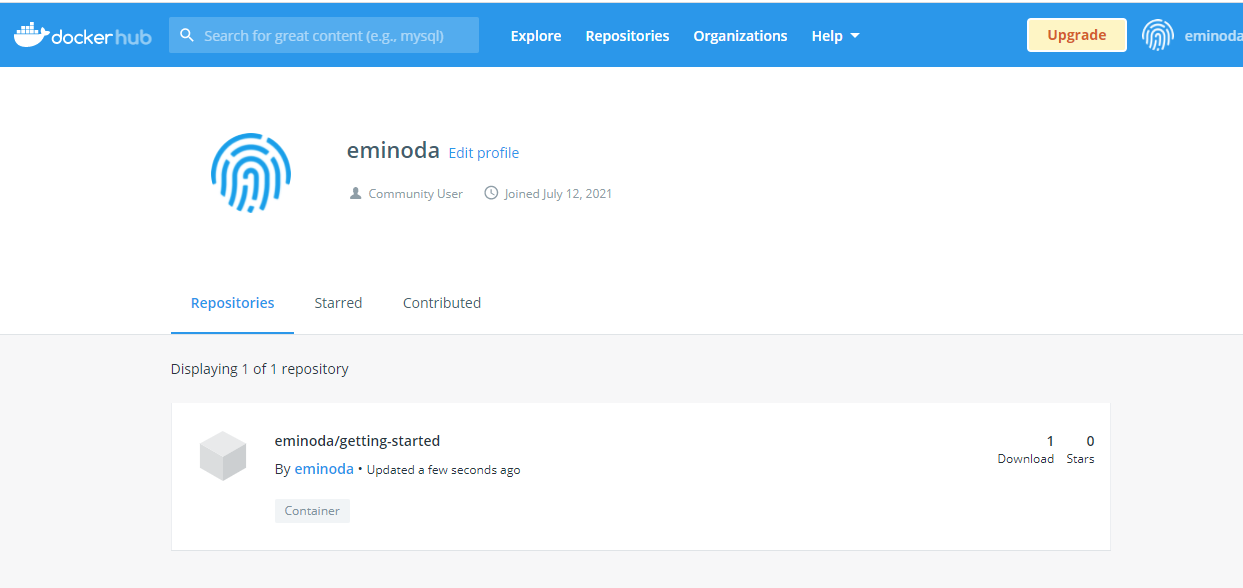 docker hub Search for great content (e.g., mysql) Explore Repositories Organizations Help Upgrade eminoda
eminoda Edit profile
Community User Joined July 12, 2021
Repositories Starred Contributed
Displaying 1 of 1 repository
eminoda/getting-started 1 0
By eminoda • Updated a few seconds ago Download Stars
Container